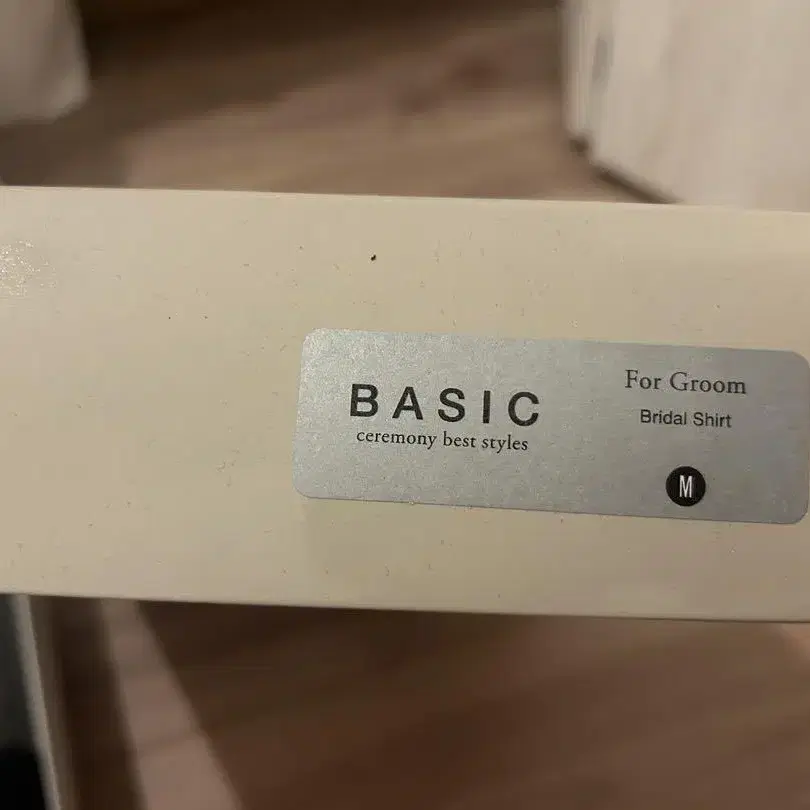 BASIC
ceremony best styles
For Groom
Bridal Shirt
M